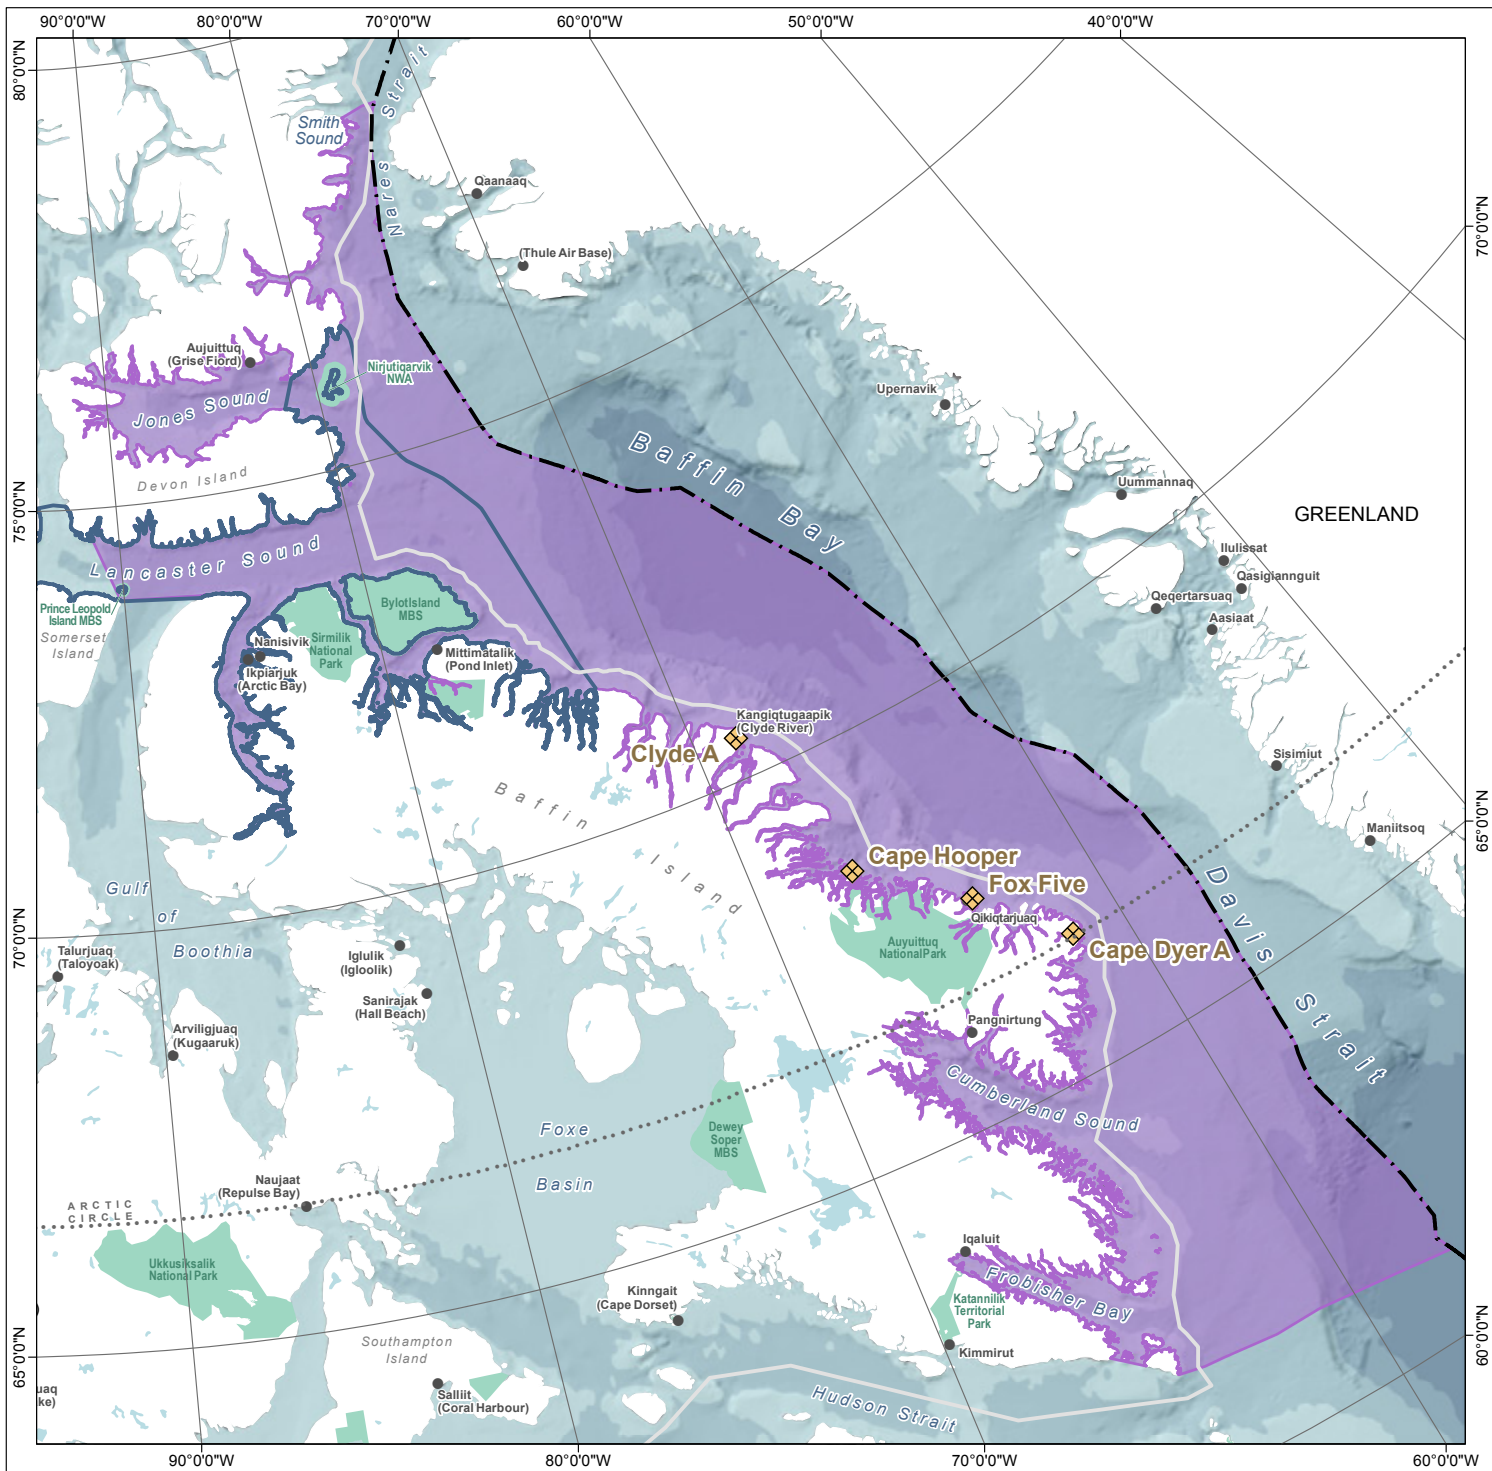 90°0'0"W
80°0'0"W
70°0'0"W
60°0'0"W
50°0'0"W
40°0'0"W
80°0'0"N
75°0'0"N
70°0'0"N
65°0'0"N
70°0'0"N
65°0'0"N
60°0'0"N
Smith
Sound
Nares Strait
Qaanaaq
(Thule Air Base)
Aujuittuq
(Grise Fiord)
Nirjutiqarvik
NWA
Jones Sound
Devon Island
Upernavik
Baffin Bay
Uummannaq
GREENLAND
Ilulissat
Qasigiannguit
Qeqertarsuaq
Aasiaat
Lancaster Sound
Prince Leopold
Island MBS
Somerset
Island
BylotIsland
MBS
Sirmilik
National
Park
Nanisivik
Ikpiarjuk
(Arctic Bay)
Mittimatalik
(Pond Inlet)
Kangiqtugaapik
(Clyde River)
Clyde A
Sisimiut
Maniitsoq
Baffin Island
Cape Hooper
Fox Five
Qikiqtarjuaq
Cape Dyer A
Davis Strait
Auyuittuq
NationalPark
Gulf
of
Boothia
Talurjuaq
(Taloyoak)
Iglulik
(Igloolik)
Sanirajak
(Hall Beach)
Arviligjuaq
(Kugaaruk)
Pangnirtung
Cumberland Sound
Foxe
Basin
Dewey
Soper
MBS
Naujaat
(Repulse Bay)
ARCTIC
CIRCLE
Ukkusiksalik
National Park
Iqaluit
Frobisher Bay
Katannilik
Territorial
Park
Kimmirut
Kinngait
(Cape Dorset)
Southampton
Island
Salliit
(Coral Harbour)
Hudson Strait
uaq
ke)
90°0'0"W
80°0'0"W
70°0'0"W
60°0'0"W